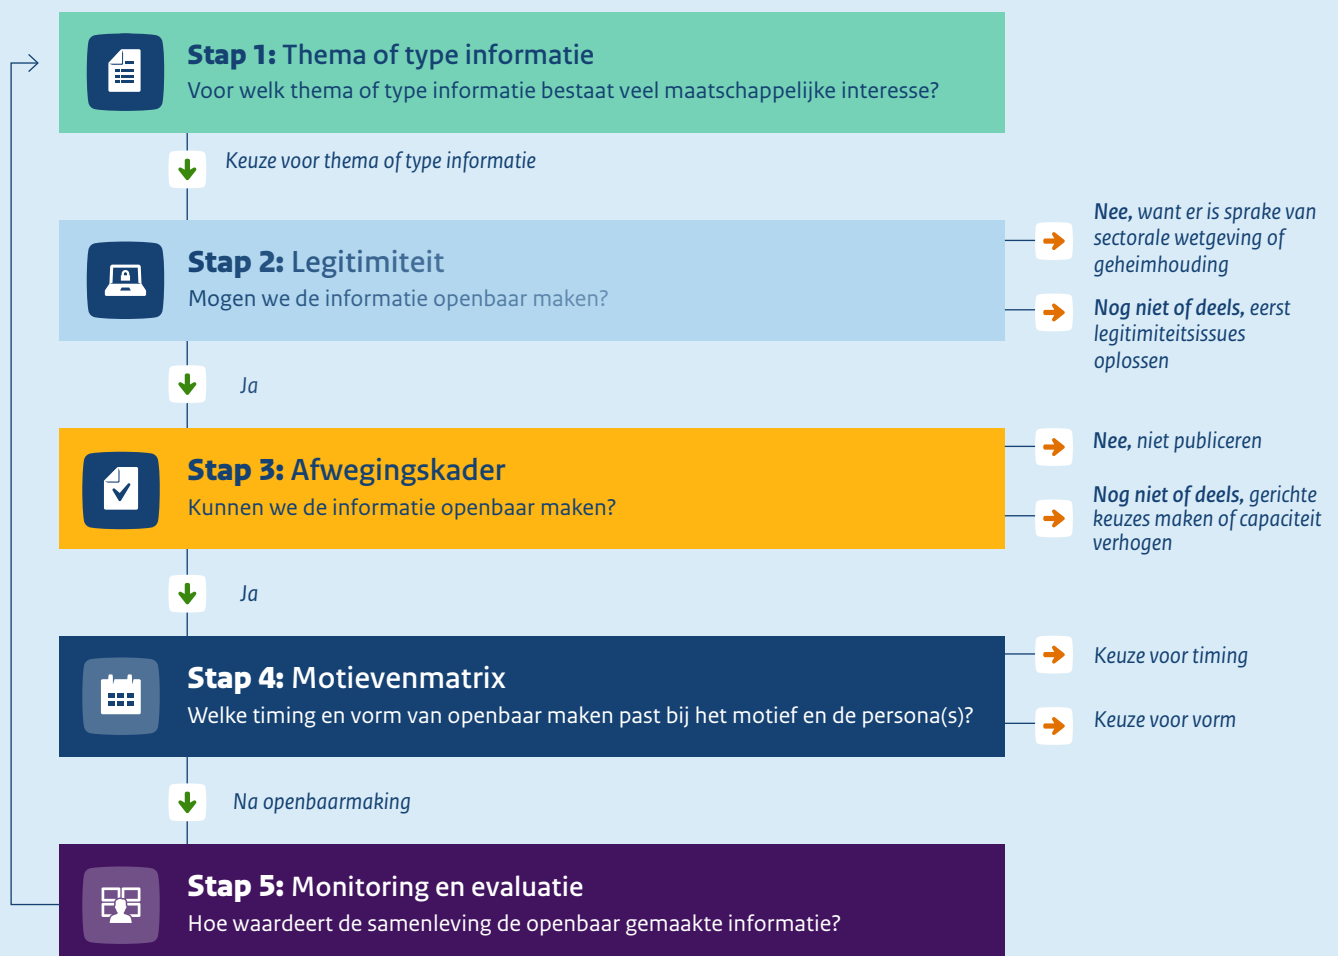 Stap 1: Thema of type informatie
Voor welk thema of type informatie bestaat veel maatschappelijke interesse?
Keuze voor thema of type informatie
Stap 2: Legitimiteit
Mogen we de informatie openbaar maken?
Nee, want er is sprake van
sectorale wetgeving of
geheimhouding
Nog niet of deels, eerst
legitimiteitsissues
oplossen
Ja
Stap 3: Afwegingskader
Kunnen we de informatie openbaar maken?
Nee, niet publiceren
Nog niet of deels, gerichte
keuzes maken of capaciteit
verhogen
Ja
Stap 4: Motievenmatrix
Welke timing en vorm van openbaar maken past bij het motief en de persona(s)?
Keuze voor timing
Keuze voor vorm
Na openbaarmaking
Stap 5: Monitoring en evaluatie
Hoe waardeert de samenleving de openbaar gemaakte informatie?